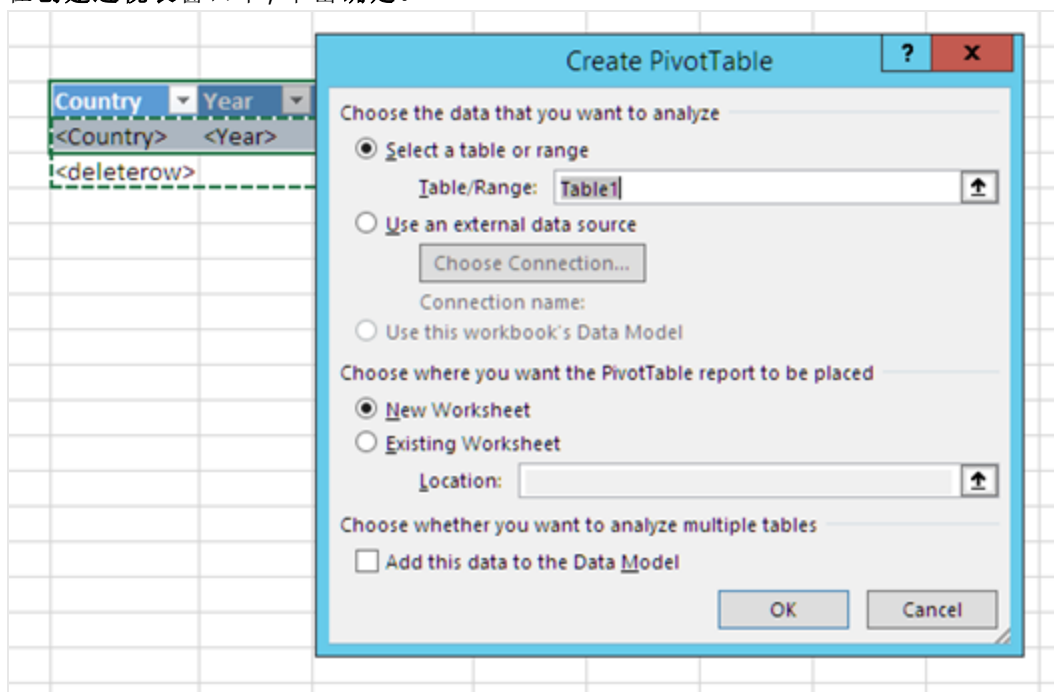 Create PivotTable
?
x
Country Year
<Country> <Year>
<deleterow>
Choose the data that you want to analyze
Select a table or range
Table/Range: Table1
Use an external data source
Choose Connection...
Connection name:
Use this workbook's Data Model
Choose where you want the PivotTable report to be placed
New Worksheet
Existing Worksheet
Location:
Choose whether you want to analyze multiple tables
Add this data to the Data Model
OK Cancel